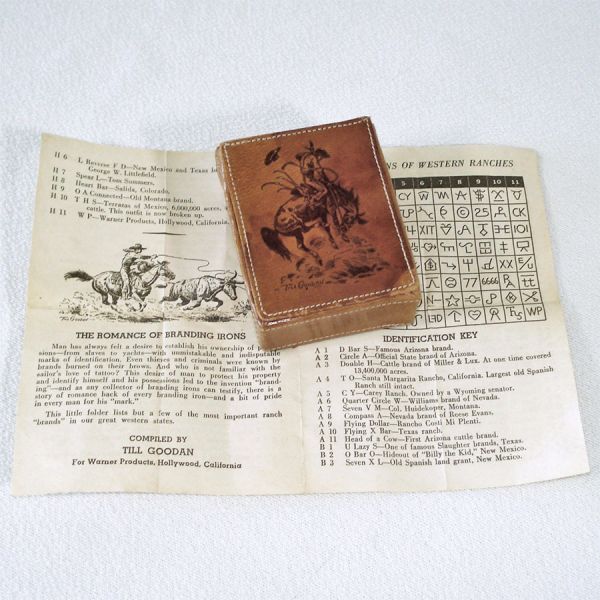 H 6 L Reverse F D—New Mexico and Texas
George W. Littlefield.
H 7 Spear L—Tom Summers.
H 8 Heart Bar—Salida, Colorado.
H 9 O A Connected—Old Montana brand.
H 10 T H S—Terraras of Mexico, 6,000,000 acres,
cattle. This outfit is now broken up.
H 11 W P—Warner Products, Hollywood, California.
Till Goodan
THE ROMANCE OF BRANDING IRONS
Man has always felt a desire to establish his ownership of
sions—from slaves to yachts—with unmistakable and indisputable
marks of identification. Even thieves and criminals were known by
brands burned on their brows. And who is not familiar with the
sailor's love of tattoo? This desire of man to protect his property
and identify himself and his possessions led to the invention "brand-
ing"—and as any collector of branding irons can testify, there is a
story of romance back of every branding iron—and a bit of pride
in every man for his "mark."
This little folder lists but a few of the most important ranch
"brands" in our great western states.
COMPILED BY
TILL GOODAN
For Warner Products, Hollywood, California
Till Goodan
NS OF WESTERN RANCHES
5 6 7 8 9 10 11
IDENTIFICATION KEY
A 1 D Bar S—Famous Arizona brand.
A 2 Circle A—Official State brand of Arizona.
A 3 Double H—Cattle of Miller & Lux. At one time covered
13,400,000 acres.
A 4 T O—Santa Margarita Rancho, California. Largest old Spanish
Ranch still intact.
A 5 C Y—Carey Ranch. Owned by a Wyoming senator.
A 6 Quarter Circle W—Williams brand of Nevada.
A 7 Seven V M—Col. Huidekoper, Montana.
A 8 Compass A—Nevada brand of Reese Evans.
A 9 Flying Dollar—Rancho Costi Mi Plenti.
A 10 Flying X Bar—Texas ranch.
A 11 Head of a Cow—First Arizona cattle brand.
B 1 U Lazy S—One of famous Slaughter brands, Texas.
B 2 O Bar O—Hideout of "Billy the Kid," New Mexico.
B 3 Seven X L—Old Spanish land grant, New Mexico.